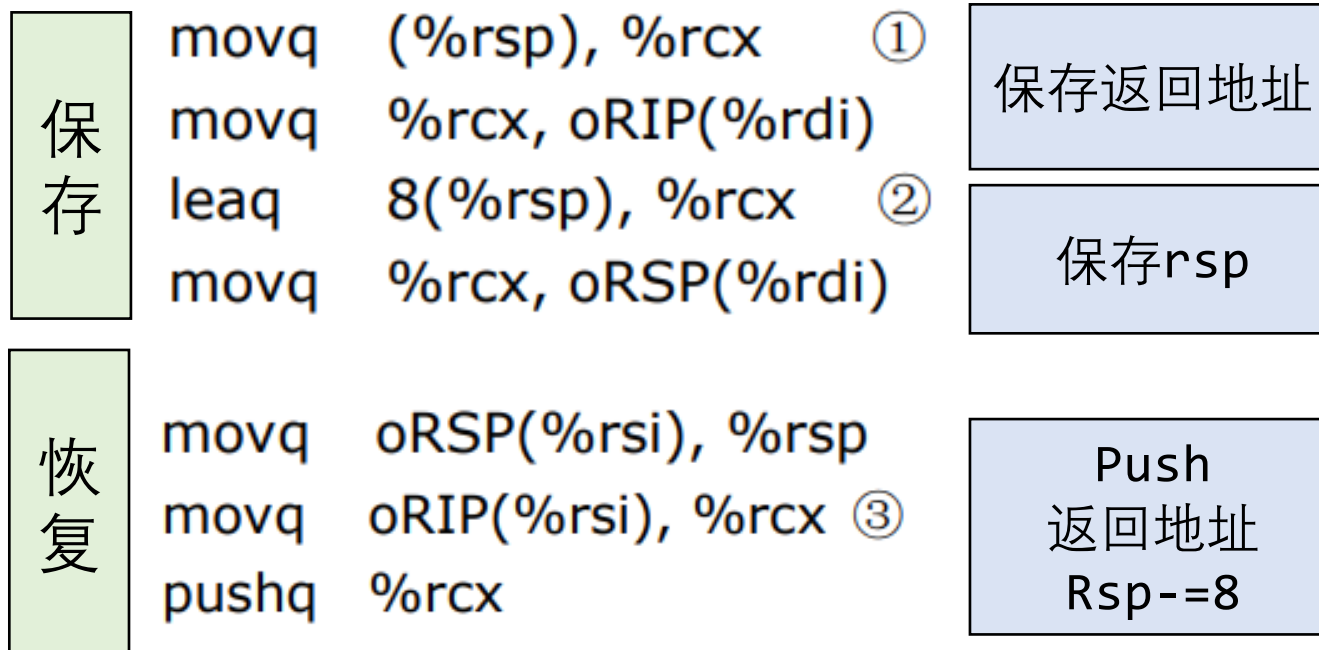 保存
movq (%rsp), %rcx ①
movq %rcx, oRIP(%rdi)
leaq 8(%rsp), %rcx ②
movq %rcx, oRSP(%rdi)
保存返回地址
保存rsp
恢复
movq oRSP(%rsi), %rsp
movq oRIP(%rsi), %rcx ③
pushq %rcx
Push
返回地址
Rsp-=8